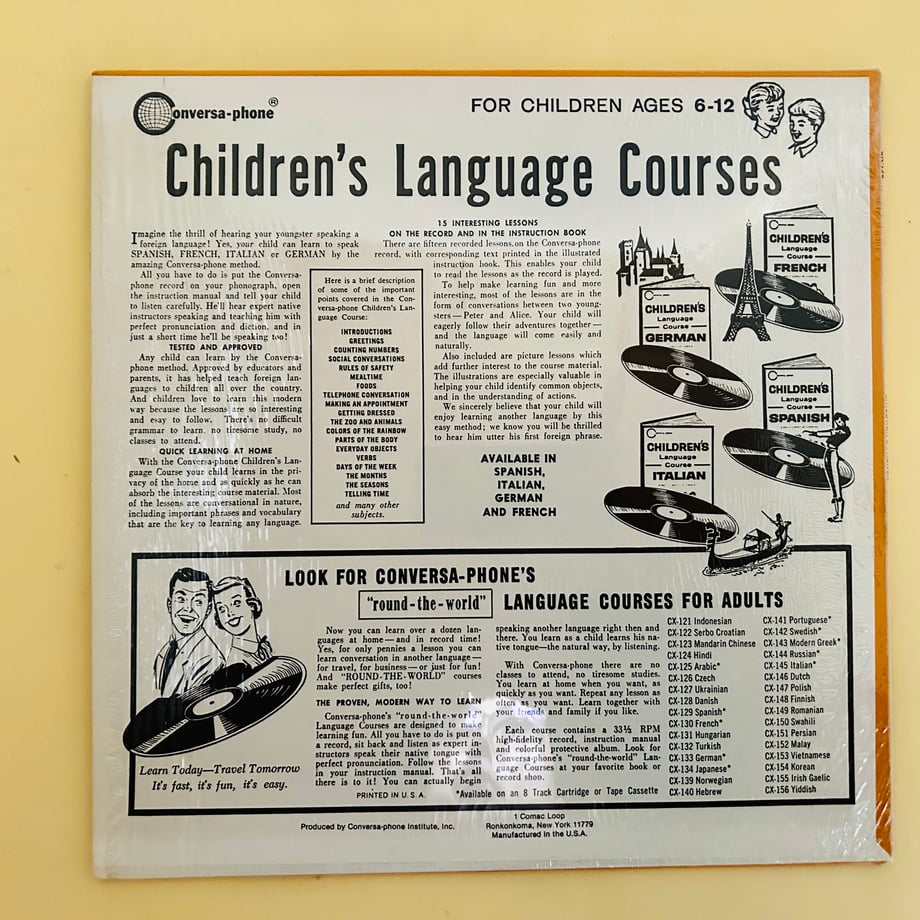 Conversa-phone®
FOR CHILDREN AGES 6-12
Children's Language Courses
Imagine the thrill of hearing your youngster speaking a
foreign language! Yes, your child can learn to speak
SPANISH, FRENCH, ITALIAN or GERMAN by the
amazing Conversa-phone method.
All you have to do is put the Conversa-
phone record on your phonograph, open
the instruction manual and tell your child
to listen carefully. He'll hear expert native
instructors speaking and teaching him with
perfect pronunciation and diction, and in
just a short time he'll be speaking too!
TESTED AND APPROVED
Any child can learn by the Conversa-
phone method. Approved by educators and
parents, it has helped teach foreign lan-
guages to children all over the country.
And children love to learn this modern
way because the lessons are so interesting
and easy to follow. There's no difficult
grammar to learn, no tiresome study, no
classes to attend.
QUICK LEARNING AT HOME
With the Conversa-phone Children's Lan-
guage Course your child learns in the pri-
vacy of the home and as quickly as he can
absorb the interesting course material. Most
of the lessons are conversational in nature,
including important phrases and vocabulary
that are the key to learning any language.
Here is a brief description
of some of the important
points covered in the Con-
versa-phone Children's Lan-
guage Course:
INTRODUCTIONS
GREETINGS
COUNTING NUMBERS
SOCIAL CONVERSATIONS
RULES OF SAFETY
MEALTIME
FOODS
TELEPHONE CONVERSATION
MAKING AN APPOINTMENT
GETTING DRESSED
THE ZOO AND ANIMALS
COLORS OF THE RAINBOW
PARTS OF THE BODY
EVERYDAY OBJECTS
VERBS
DAYS OF THE WEEK
THE MONTHS
THE SEASONS
TELLING TIME
and many other
subjects.
15 INTERESTING LESSONS
ON THE RECORD AND IN THE INSTRUCTION BOOK
There are fifteen recorded lessons on the Conversa-phone
record, with corresponding text printed in the illustrated
instruction book. This enables your child
to read the lessons as the record is played.
To help make learning fun and more
interesting, most of the lessons are in the
form of conversations between two young-
sters—Peter and Alice. Your child will
eagerly follow their adventures together—
and the language will come easily and
naturally.
Also included are picture lessons which
add further interest to the course material.
The illustrations are especially valuable in
helping your child identify common objects,
and in the understanding of actions.
We sincerely believe that your child will
enjoy learning another language by this
easy method; we know you will be thrilled
to hear him utter his first foreign phrase.
AVAILABLE IN
SPANISH,
ITALIAN,
GERMAN
AND FRENCH
CHILDREN'S
Language
Course
FRENCH
CHILDREN'S
Language
Course
GERMAN
CHILDREN'S
Language
Course
SPANISH
CHILDREN'S
Language
Course
ITALIAN
LOOK FOR CONVERSA-PHONE'S
"round-the-world" LANGUAGE COURSES FOR ADULTS
Now you can learn over a dozen lan-
guages at home—and in record time!
Yes, for only pennies a lesson you can
learn conversation in another language—
for travel, for business—or just for fun!
And "ROUND-THE-WORLD" courses
make perfect gifts, too!
THE PROVEN, MODERN WAY TO LEARN
Conversa-phone's "round-the-world"
Language Courses are designed to make
learning fun. All you have to do is put on
a record, sit back and listen as expert in-
structors speak their native tongue with
perfect pronunciation. Follow the lessons
in your instruction manual. That's all
there is to it! You can actually begin
PRINTED IN U.S.A.
speaking another language right then and
there. You learn as a child learns his na-
tive tongue—the natural way, by listening.
With Conversa-phone there are no
classes to attend, no tiresome studies.
You learn at home when you want, as
quickly as you want. Repeat any lesson as
often as you want. Learn together with
your friends and family if you like.
Each course contains a 33⅓ RPM
high-fidelity record, instruction manual
and colorful protective album. Look for
Conversa-phone's "round-the-world" Lan-
guage Courses at your favorite book or
record shop.
*Available on an 8 Track Cartridge or Tape Cassette
CX-121 Indonesian
CX-122 Serbo Croatian
CX-123 Mandarin Chinese
CX-124 Hindi
CX-125 Arabic*
CX-126 Czech
CX-127 Ukrainian
CX-128 Danish
CX-129 Spanish*
CX-130 French*
CX-131 Hungarian
CX-132 Turkish
CX-133 German*
CX-134 Japanese*
CX-139 Norwegian
CX-140 Hebrew
CX-141 Portuguese*
CX-142 Swedish*
CX-143 Modern Greek*
CX-144 Russian*
CX-145 Italian*
CX-146 Dutch
CX-147 Polish
CX-148 Finnish
CX-149 Romanian
CX-150 Swahili
CX-151 Persian
CX-152 Malay
CX-153 Vietnamese
CX-154 Korean
CX-155 Irish Gaelic
CX-156 Yiddish
Learn Today—Travel Tomorrow
It's fast, it's fun, it's easy.
Produced by Conversa-phone Institute, Inc.
1 Comac Loop
Ronkonkoma, New York 11779
Manufactured in the U.S.A.